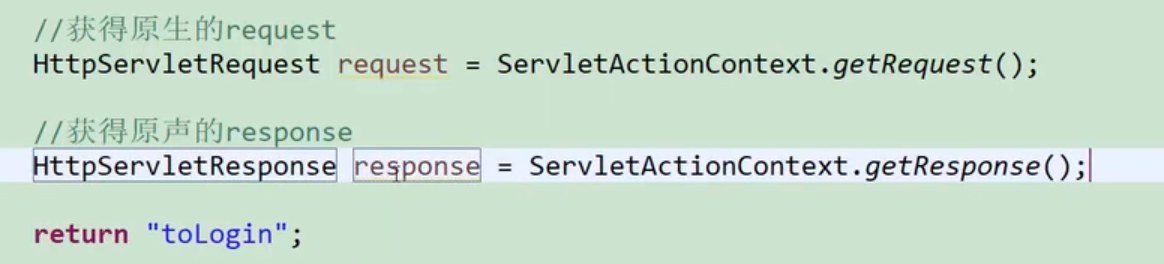 //获得原生的request
HttpServletRequest request = ServletActionContext.getRequest();
//获得原声的response
HttpServletResponse response = ServletActionContext.getResponse();
return "toLogin";